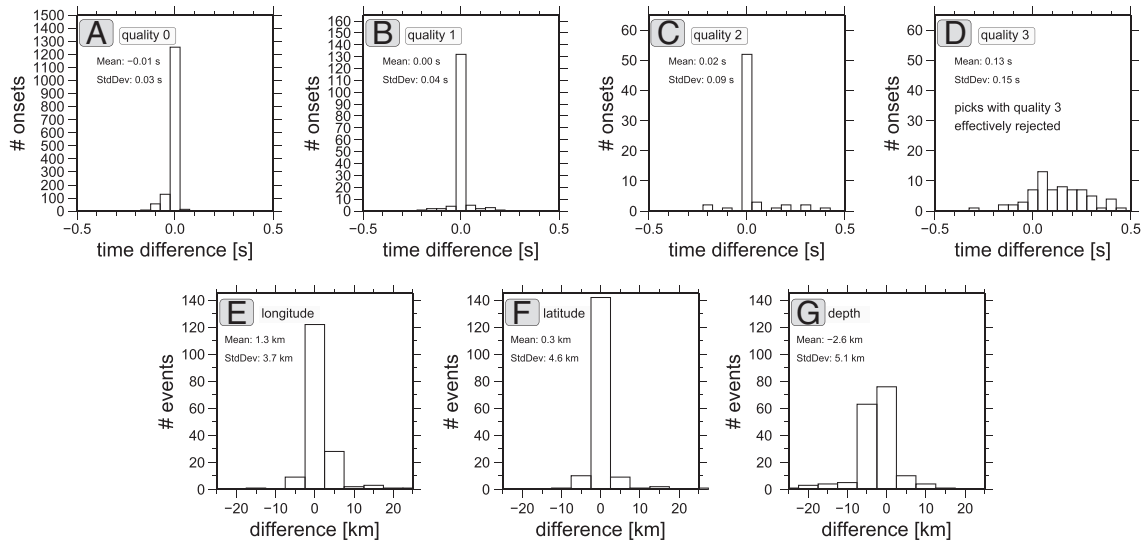 A quality 0
Mean: −0.01 s
StdDev: 0.03 s
1500
1400
1300
1200
1100
1000
900
800
700
600
500
400
300
200
100
0
# onsets
−0.5 0.0 0.5
time difference [s]
B quality 1
Mean: 0.00 s
StdDev: 0.04 s
160
150
140
130
120
110
100
90
80
70
60
50
40
30
20
10
0
# onsets
−0.5 0.0 0.5
time difference [s]
C quality 2
Mean: 0.02 s
StdDev: 0.09 s
60
50
40
30
20
10
0
# onsets
−0.5 0.0 0.5
time difference [s]
D quality 3
Mean: 0.13 s
StdDev: 0.15 s
picks with quality 3
effectively rejected
60
50
40
30
20
10
0
# onsets
−0.5 0.0 0.5
time difference [s]
E longitude
Mean: 1.3 km
StdDev: 3.7 km
140
120
100
80
60
40
20
0
# events
−20 −10 0 10 20
difference [km]
F latitude
Mean: 0.3 km
StdDev: 4.6 km
140
120
100
80
60
40
20
0
# events
−20 −10 0 10 20
difference [km]
G depth
Mean: −2.6 km
StdDev: 5.1 km
140
120
100
80
60
40
20
0
# events
−20 −10 0 10 20
difference [km]